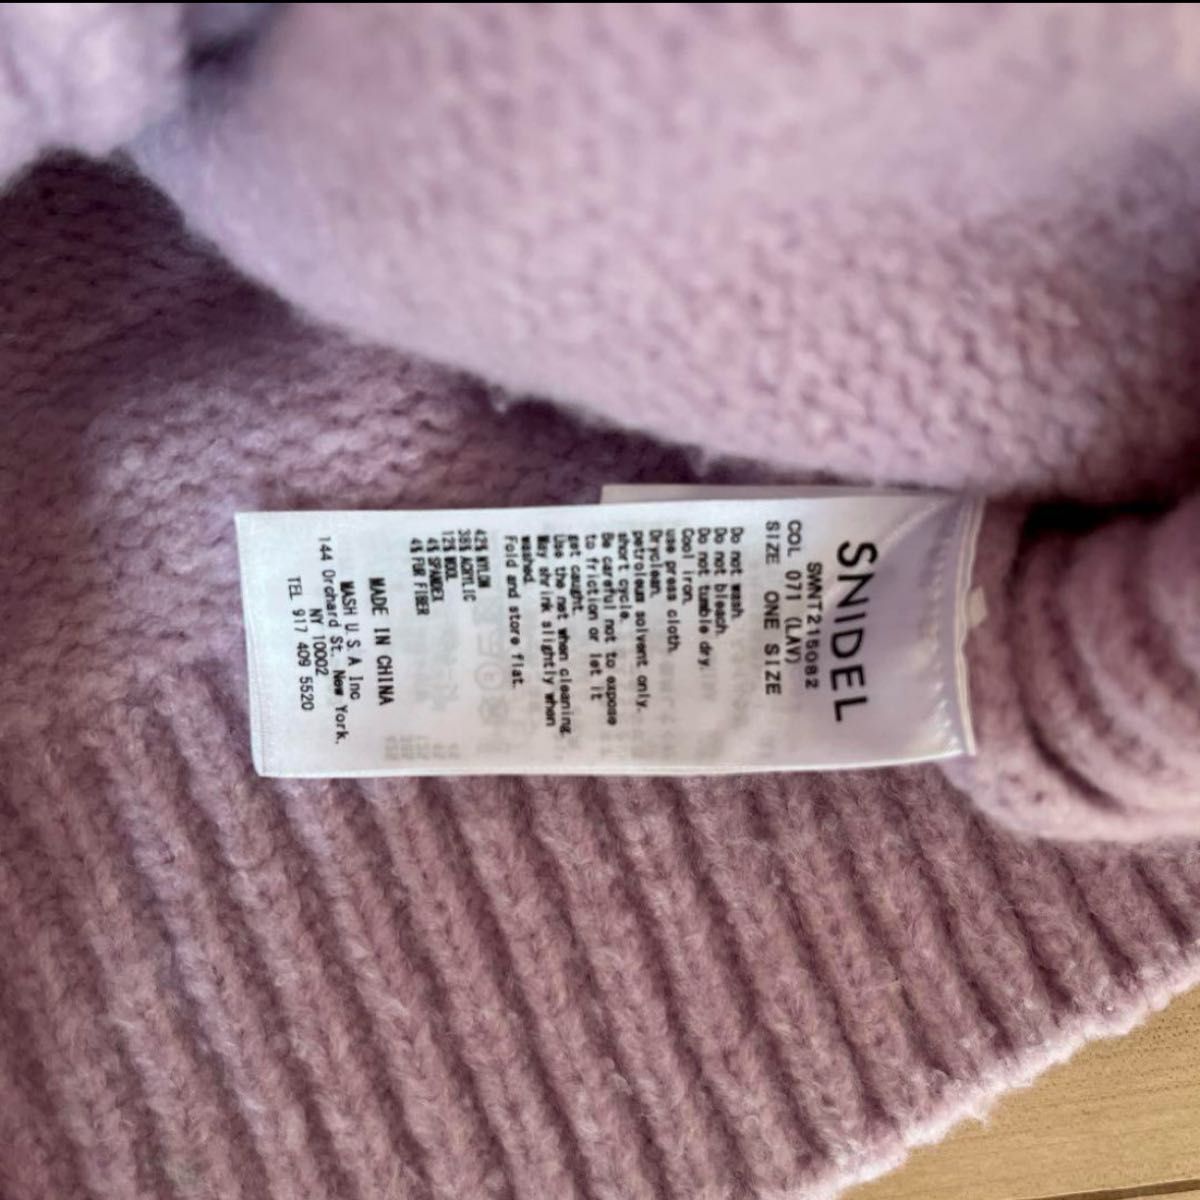 SNIDEL
SWNT215082
COL 071 (LAV)
SIZE ONE SIZE
Do not wash.
Do not bleach.
Do not tumble dry.
Cool iron.
use press cloth.
Dryclean.
petroleum solvent only.
short cycle.
Be careful not to expose
to friction or let it
get caught.
Use the net when cleaning.
May shrink slightly when
washed.
Fold and store flat.
42% NYLON
38% ACRYLIC
12% WOOL
4% SPANDEX
4% FUR FIBER
MADE IN CHINA
MASH U S A Inc
144 Orchard St. New York,
NY 10002
TEL 917 409 5520